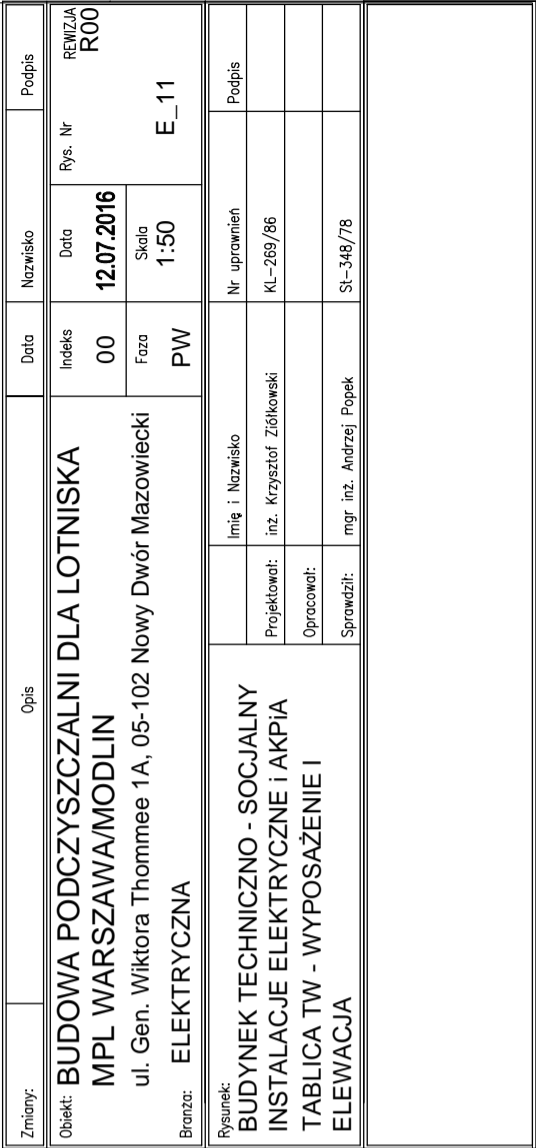 Zmiany: Opis Data Nazwisko Podpis
Obiekt: BUDOWA PODCZYSZCZALNI DLA LOTNISKA
MPL WARSZAWA/MODLIN
ul. Gen. Wiktora Thommee 1A, 05-102 Nowy Dwór Mazowiecki
Branża: ELEKTRYCZNA
Indeks
00
Data
12.07.2016
Faza
PW
Skala
1:50
Rys. Nr
E_11
REWIZJA
R00
Rysunek:
BUDYNEK TECHNICZNO - SOCJALNY
INSTALACJE ELEKTRYCZNE i AKPiA
TABLICA TW - WYPOSAŻENIE I
ELEWACJA
Imię i Nazwisko Nr uprawnień Podpis
Projektował: inż. Krzysztof Ziółkowski KL-269/86
Opracował:
Sprawdził: mgr inż. Andrzej Popek St-348/78